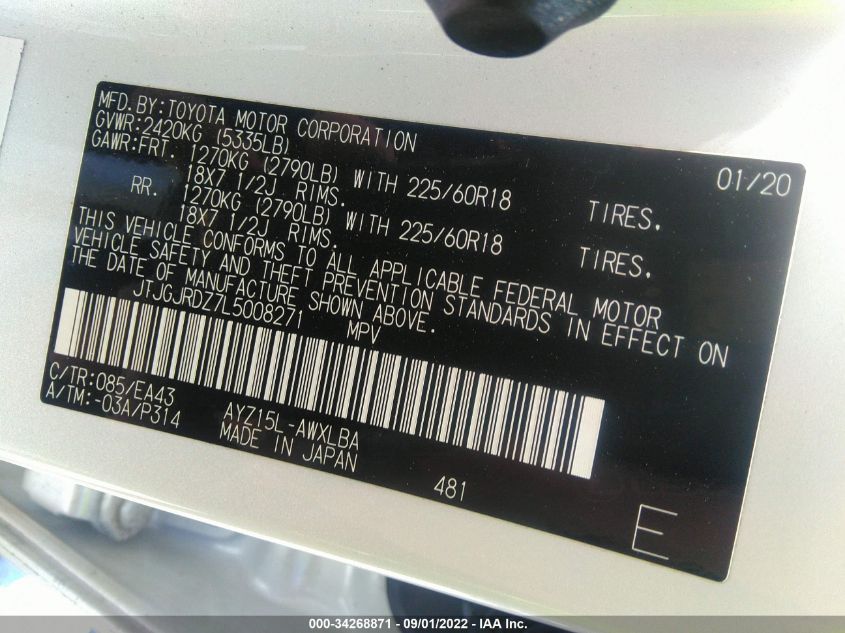 MFD. BY: TOYOTA MOTOR CORPORATION 01/20
GVWR: 2420KG (5335LB)
GAWR: FRT. 1270KG (2790LB) WITH 225/60R18 TIRES.
18X7 1/2J RIMS.
RR. 1270KG (2790LB) WITH 225/60R18 TIRES.
18X7 1/2J RIMS.
THIS VEHICLE CONFORMS TO ALL APPLICABLE FEDERAL MOTOR
VEHICLE SAFETY AND THEFT PREVENTION STANDARDS IN EFFECT ON
THE DATE OF MANUFACTURE SHOWN ABOVE.
JTJGJRDZ7L5008271 MPV
C/TR: 085/EA43
A/TM: -03A/P314
AYZ15L-AWXLBA
MADE IN JAPAN
481
E
000-34268871 - 09/01/2022 - IAA Inc.